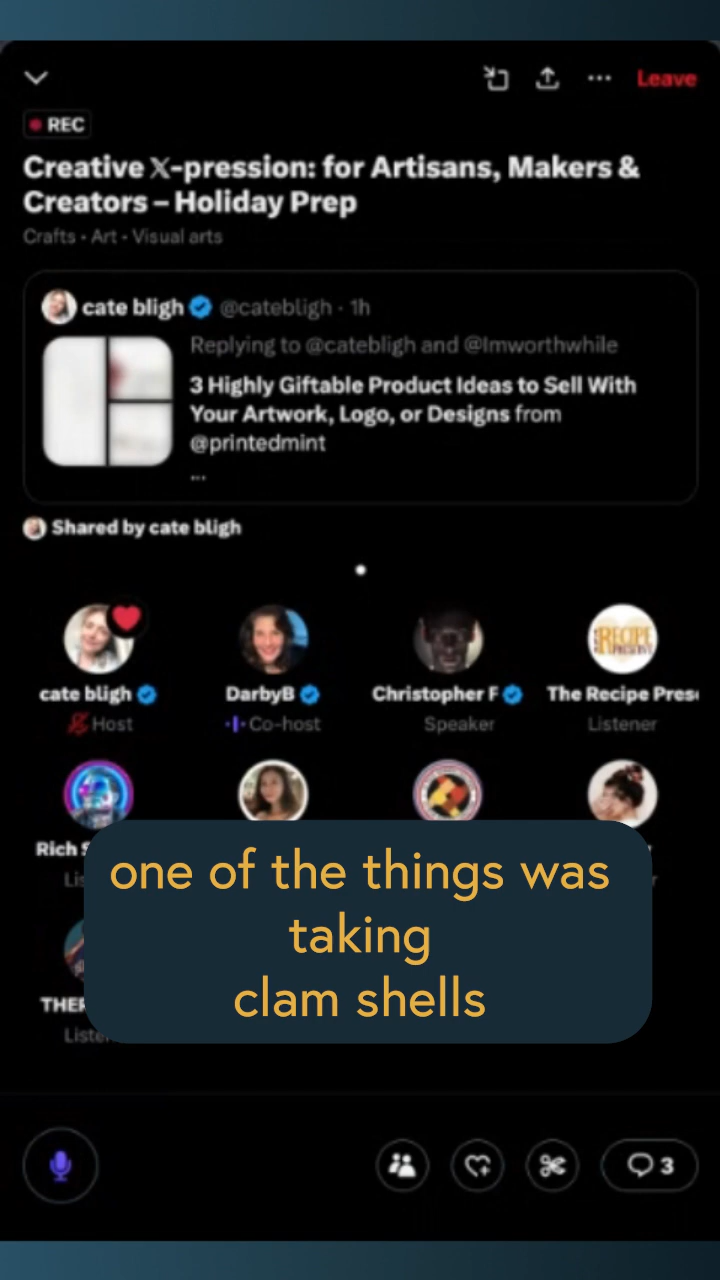 Leave
REC
Creative 𝕏-pression: for Artisans, Makers &
Creators – Holiday Prep
Crafts • Art • Visual arts
cate bligh @catebligh · 1h
Replying to @catebligh and @Imworthwhile
3 Highly Giftable Product Ideas to Sell With
Your Artwork, Logo, or Designs from
@printedmint
...
Shared by cate bligh
cate bligh DarbyB Christopher F The Recipe Pres
Host Co-host Speaker Listener
RECIPE
Rich
one of the things was
taking
clam shells
3